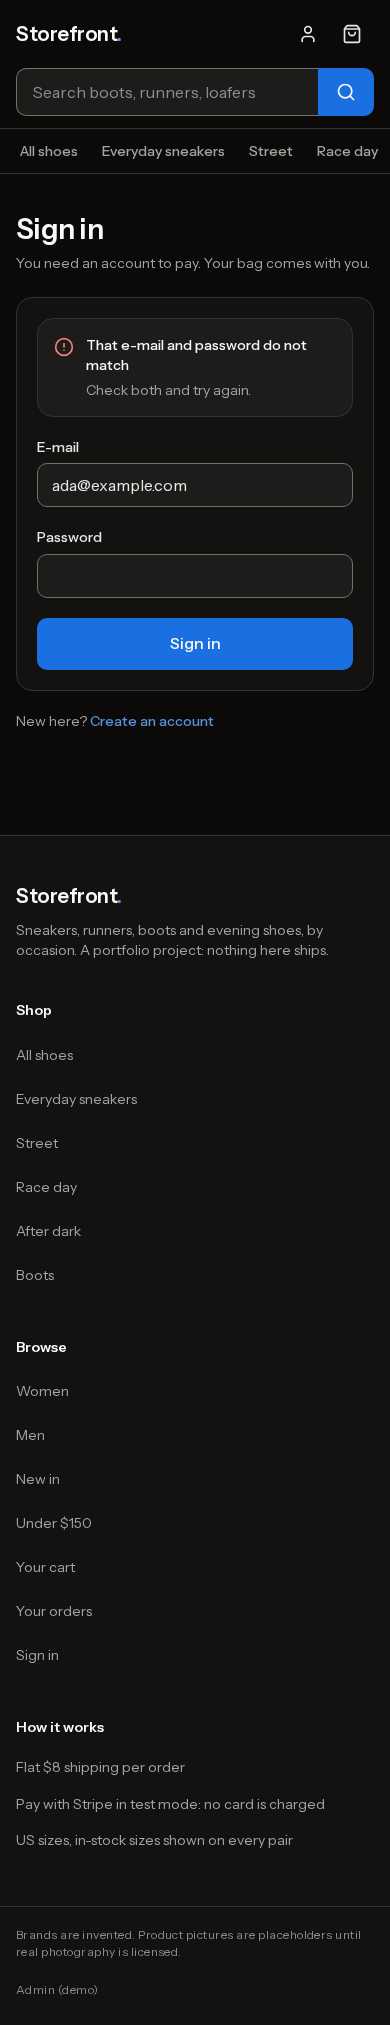 Storefront.
Search boots, runners, loafers
All shoes Everyday sneakers Street Race day
Sign in
You need an account to pay. Your bag comes with you.
That e-mail and password do not
match
Check both and try again.
E-mail
ada@example.com
Password
Sign in
New here? Create an account
Storefront.
Sneakers, runners, boots and evening shoes, by
occasion. A portfolio project: nothing here ships.
Shop
All shoes
Everyday sneakers
Street
Race day
After dark
Boots
Browse
Women
Men
New in
Under $150
Your cart
Your orders
Sign in
How it works
Flat $8 shipping per order
Pay with Stripe in test mode: no card is charged
US sizes, in-stock sizes shown on every pair
Brands are invented. Product pictures are placeholders until
real photography is licensed.
Admin (demo)